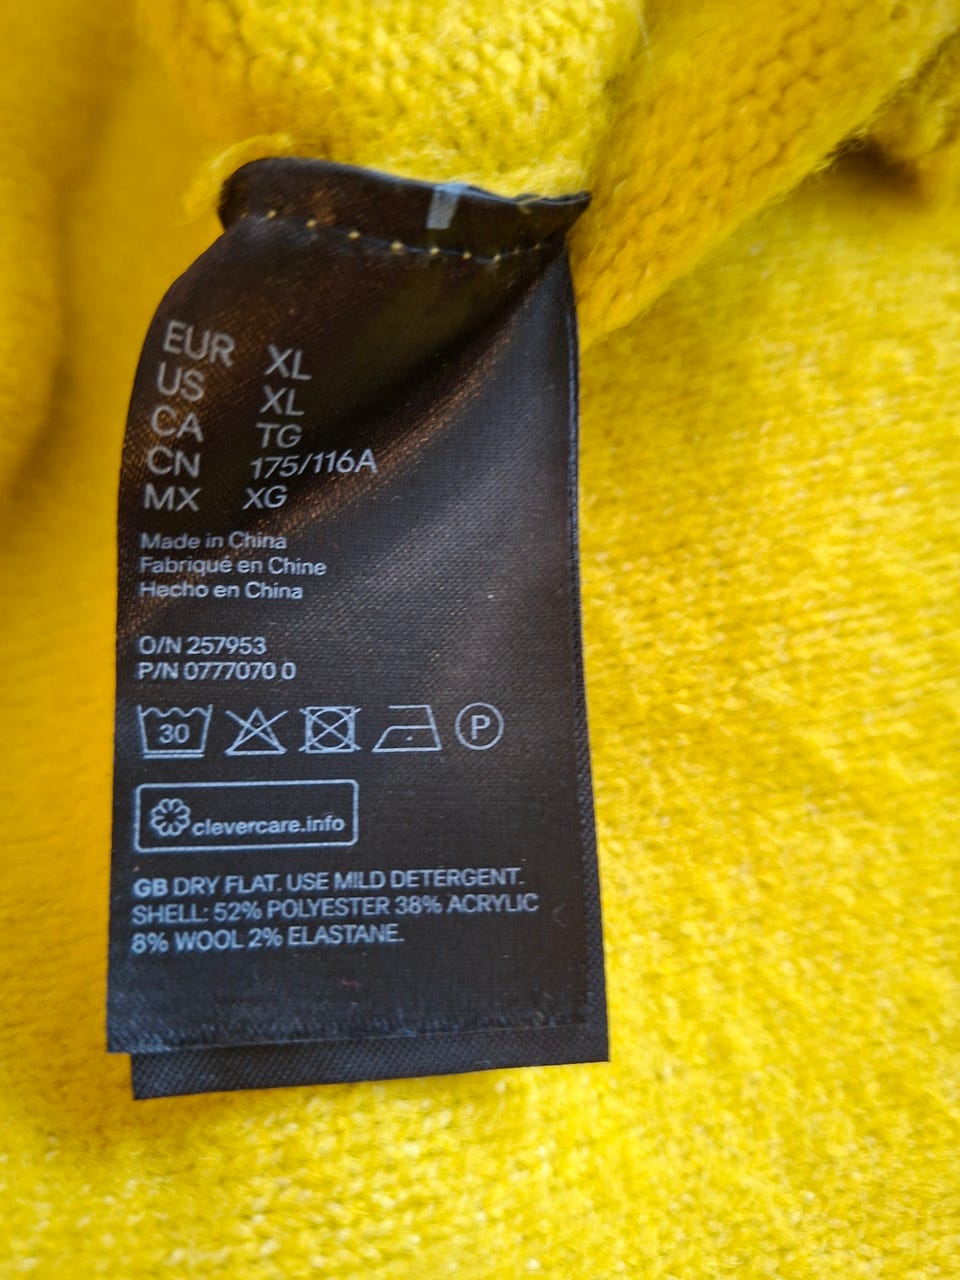 EUR XL
US XL
CA TG
CN 175/116A
MX XG
Made in China
Fabriqué en Chine
Hecho en China
O/N 257953
P/N 0777070 0
30 P
clevercare.info
GB DRY FLAT. USE MILD DETERGENT.
SHELL: 52% POLYESTER 38% ACRYLIC
8% WOOL 2% ELASTANE.